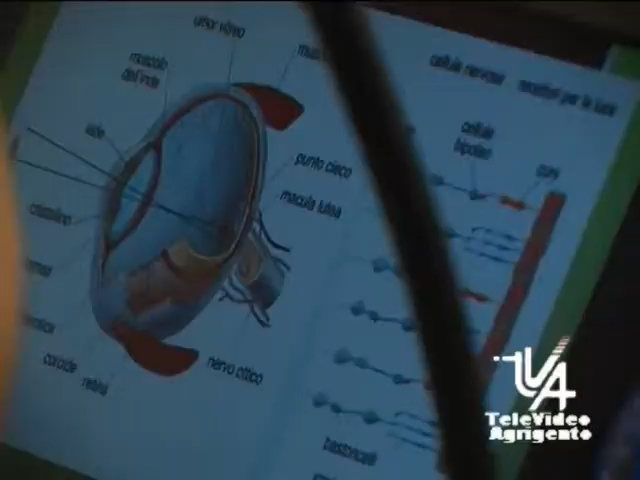 umor vitreo
muscolo
dell'iride
iride
cristallino
coroide
retina
nervo ottico
punto cieco
macula lutea
cellule nervose
recettori per la luce
cellule
bipolari
coni
bastoncelli
TVA
TeleVideo
Agrigento